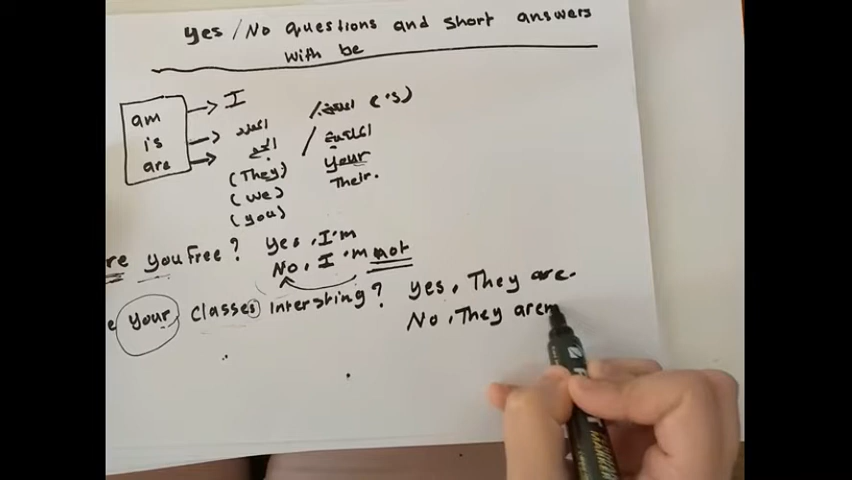 Yes / No questions and short answers
with be
am → I
is →
are →
(They)
(we)
(you)
('s)
your
Their.
re you free? yes, I'm
No, I'm not
e your classes intersting? yes, They are.
No, They aren